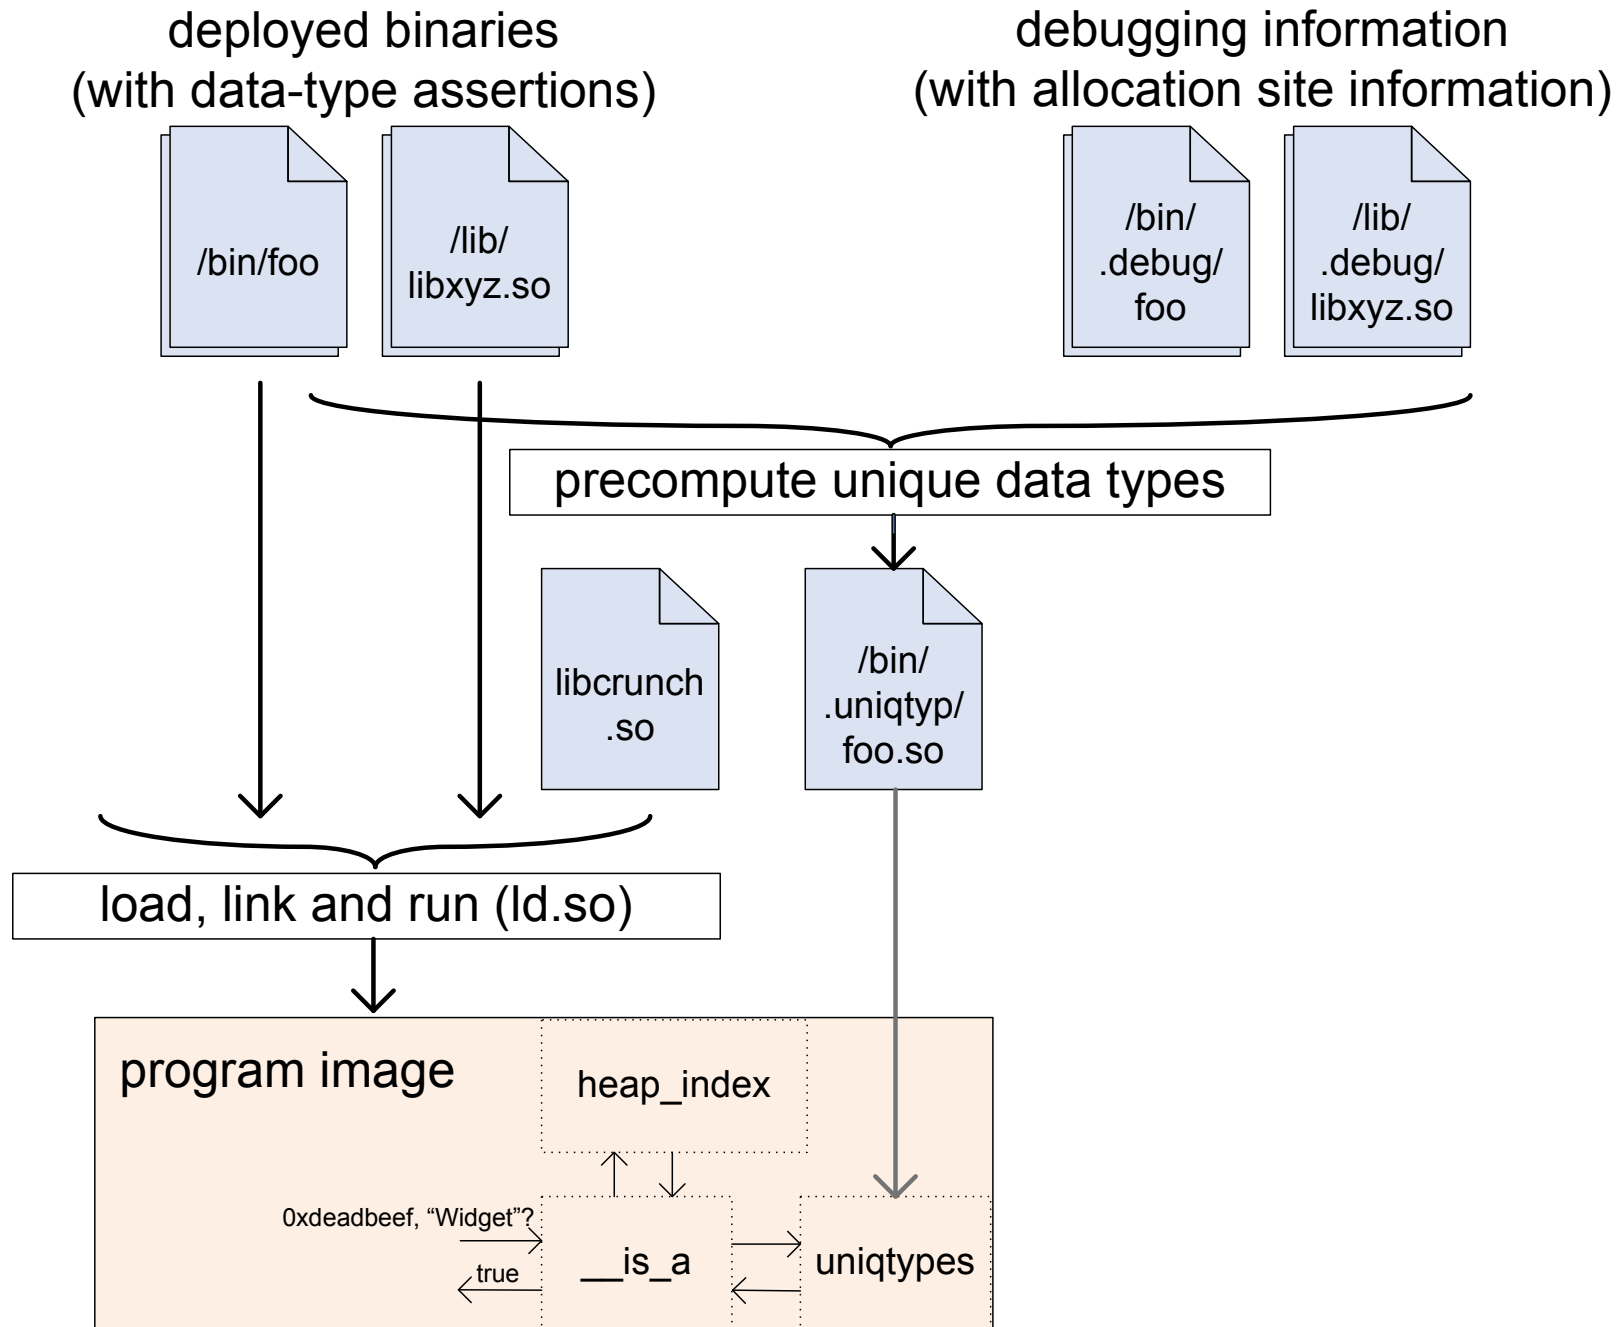 deployed binaries
(with data-type assertions)
debugging information
(with allocation site information)
/bin/foo
/lib/
libxyz.so
/bin/
.debug/
foo
/lib/
.debug/
libxyz.so
precompute unique data types
libcrunch
.so
/bin/
.uniqtyp/
foo.so
load, link and run (ld.so)
program image
heap_index
0xdeadbeef, “Widget”?
true
__is_a
uniqtypes